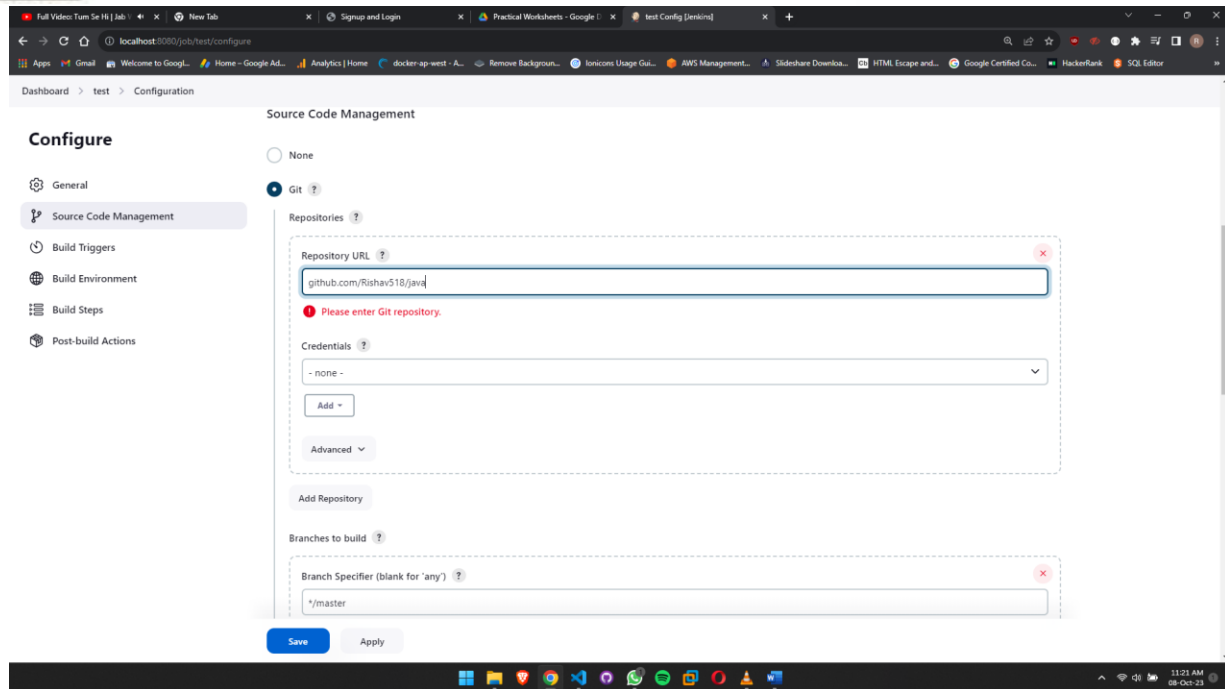 Full Video: Tum Se Hi | Jab
New Tab
Signup and Login
Practical Worksheets - Google D
test Config [Jenkins]
localhost:8080/job/test/configure
Apps
Gmail
Welcome to Googl...
Home – Google Ad...
Analytics | Home
docker-ap-west - A...
Remove Backgroun...
Ionicons Usage Gui...
AWS Management...
Slideshare Downloa...
HTML Escape and...
Google Certified Co...
HackerRank
SQL Editor
»
Dashboard > test > Configuration
Configure
General
Source Code Management
Build Triggers
Build Environment
Build Steps
Post-build Actions
Source Code Management
None
Git ?
Repositories ?
Repository URL ?
github.com/Rishav518/java
Please enter Git repository.
Credentials ?
- none -
Add
Advanced
Add Repository
Branches to build ?
Branch Specifier (blank for 'any') ?
*/master
Save
Apply
11:21 AM
08-Oct-23